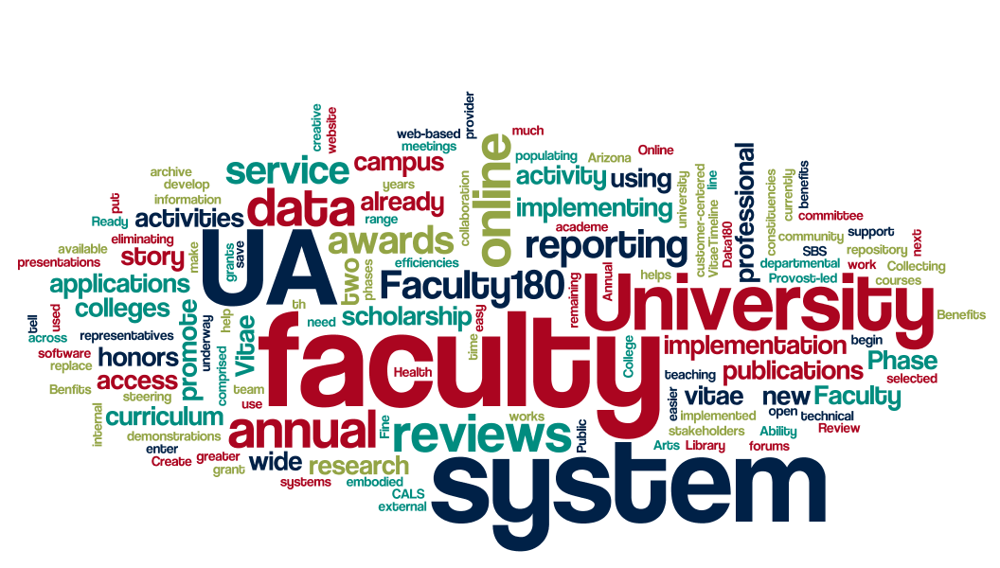 provider
creative
website
web-based
much
meetings
populating
Arizona
Online
professional
service
campus
online
archive
develop
years
collaboration
activity
using
university
customer-centered
line
constituencies
currently
benefits
information
data
already
implementing
VitaeTimeline
Data180
put
Ready
activities
range
academe
committee
eliminating
UA
awards
reporting
community
support
next
available
presentations
story
make
grants
save
two
phases
efficiencies
SBS
repository
departmental
work
Collecting
applications
Faculty180
remaining
Annual
University
helps
Provost-led
courses
colleges
th
need
scholarship
easy
Benefits
tell
used
across
representatives
promote
underway
help
Vitae
faculty
time
College
implementation
begin
software
replace
honors
comprised
Health
teaching
publications
Phase
selected
Benfits
access
steering
team
use
easier
vitae
new
Faculty
internal
curriculum
works
implemented
open
technical
demonstrations
annual
Fine
reviews
Public
stakeholders
Ability
Review
enter
Create
greater
grant
wide
research
Arts
Library
forums
systems
embodied
system
CALS
external